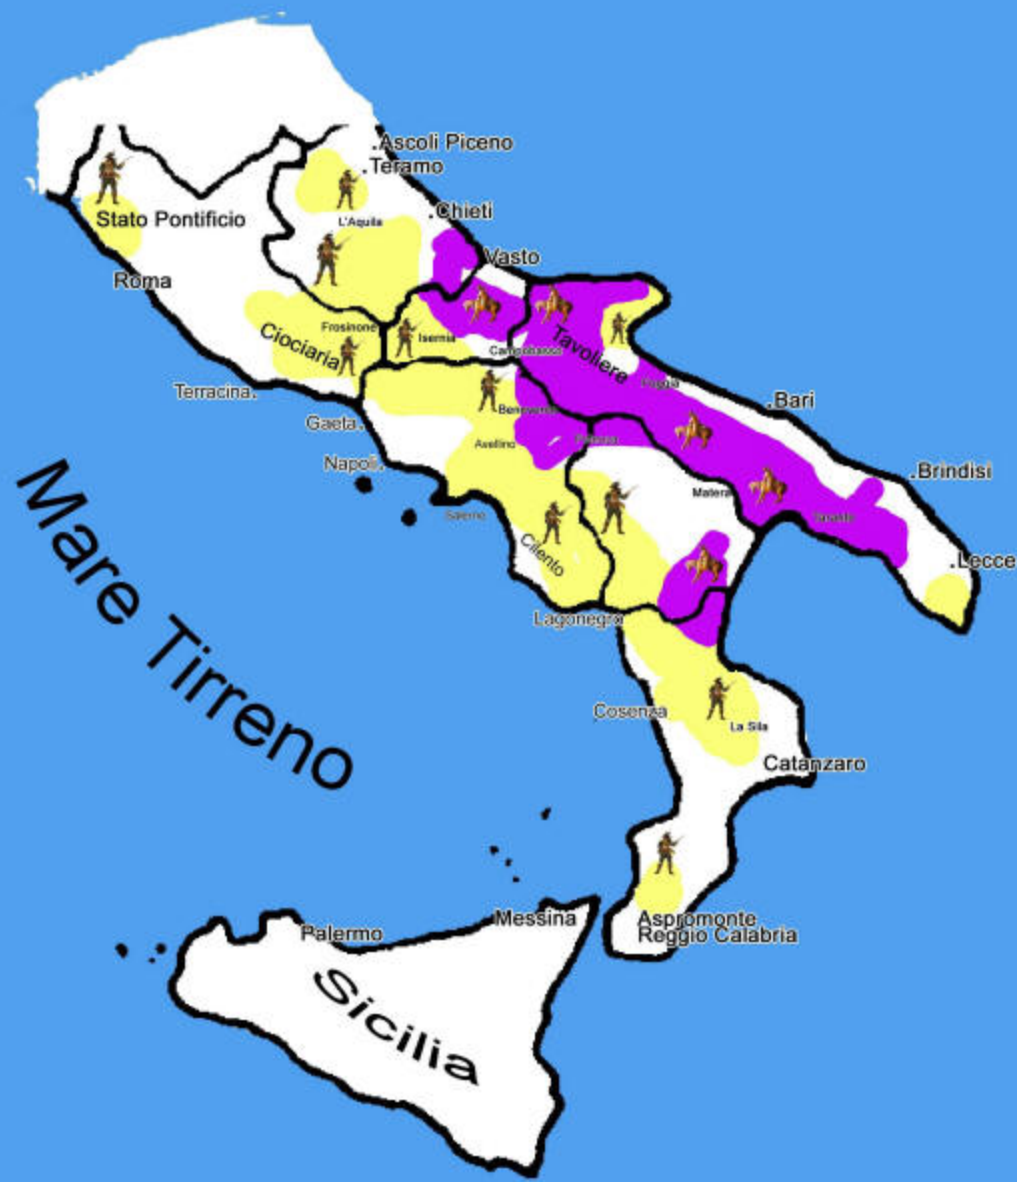 .Ascoli Piceno
.Teramo
.Chieti
L'Aquila
Stato Pontificio
Vasto
Roma
Frosinone
Ciociaria
Isernia
Campobasso
Tavoliere
Foggia
Terracina.
.Bari
Gaeta.
Benevento
Avellino
Napoli.
.Brindisi
Matera
Salerno
Taranto
Cilento
.Lecce
Mare Tirreno
Lagonegro
Cosenza
La Sila
Catanzaro
Messina
Aspromonte
Reggio Calabria
Palermo
Sicilia